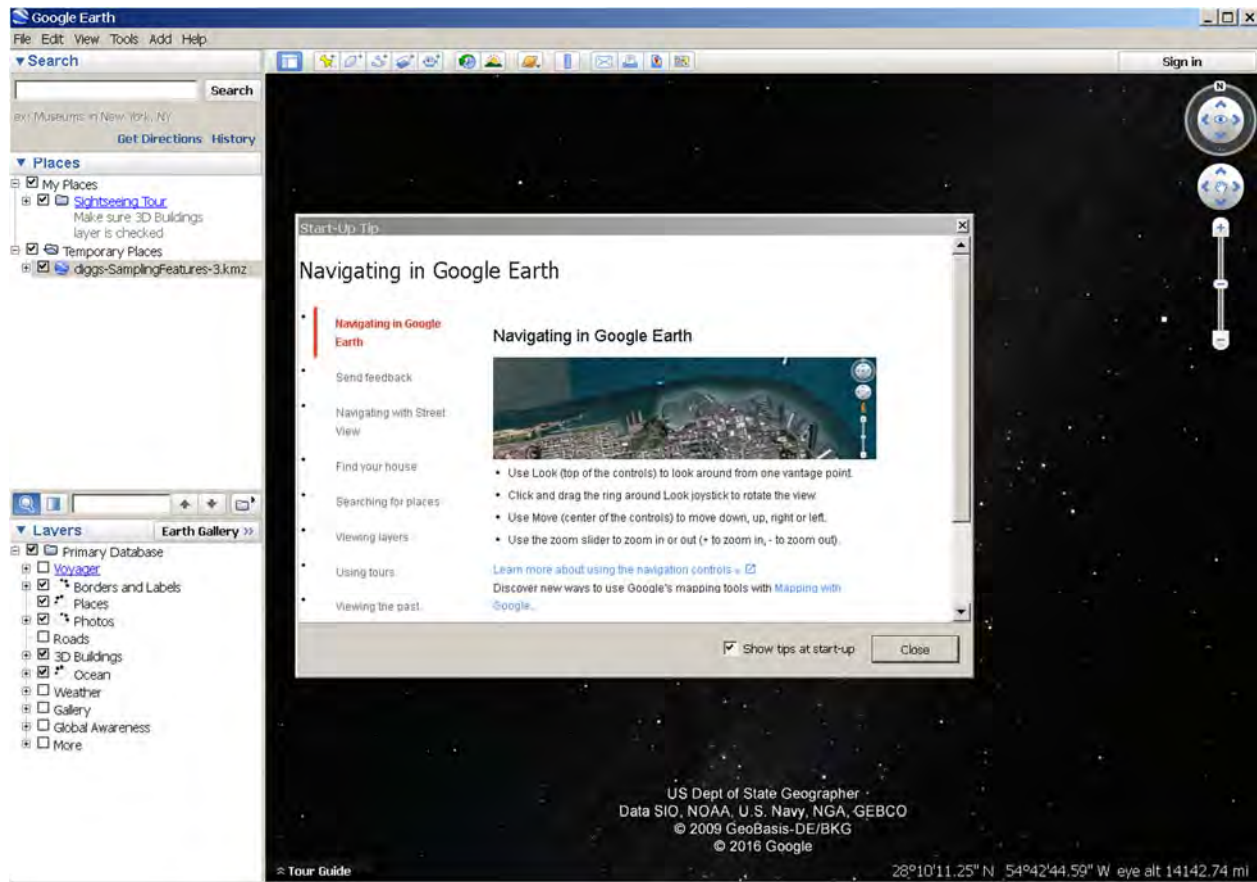 Google Earth
File Edit View Tools Add Help
Search
Search
ex: Museums in New York, NY
Get Directions History
Places
My Places
Sightseeing Tour
Make sure 3D Buildings
layer is checked
Temporary Places
diggs-SamplingFeatures-3.kmz
Layers
Earth Gallery »
Primary Database
Voyager
Borders and Labels
Places
Photos
Roads
3D Buildings
Ocean
Weather
Gallery
Global Awareness
More
Sign in
N
Start-Up Tip
Navigating in Google Earth
• Navigating in Google
Earth
• Send feedback
• Navigating with Street
View
• Find your house
• Searching for places
• Viewing layers
• Using tours
• Viewing the past
Navigating in Google Earth
• Use Look (top of the controls) to look around from one vantage point.
• Click and drag the ring around Look joystick to rotate the view.
• Use Move (center of the controls) to move down, up, right or left.
• Use the zoom slider to zoom in or out (+ to zoom in, - to zoom out).
Learn more about using the navigation controls »
Discover new ways to use Google's mapping tools with Mapping with
Google.
Show tips at start-up
Close
US Dept of State Geographer
Data SIO, NOAA, U.S. Navy, NGA, GEBCO
© 2009 GeoBasis-DE/BKG
© 2016 Google
Tour Guide
28°10'11.25" N 54°42'44.59" W eye alt 14142.74 mi